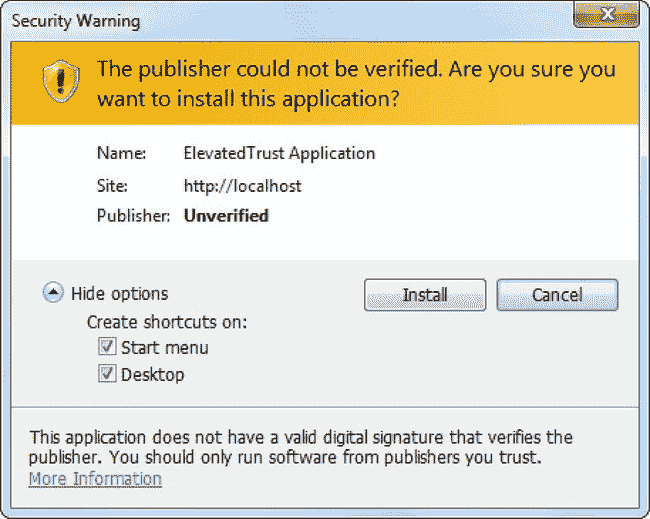 Security Warning
The publisher could not be verified. Are you sure you
want to install this application?
Name: ElevatedTrust Application
Site: http://localhost
Publisher: Unverified
Hide options
Install
Cancel
Create shortcuts on:
Start menu
Desktop
This application does not have a valid digital signature that verifies the
publisher. You should only run software from publishers you trust.
More Information